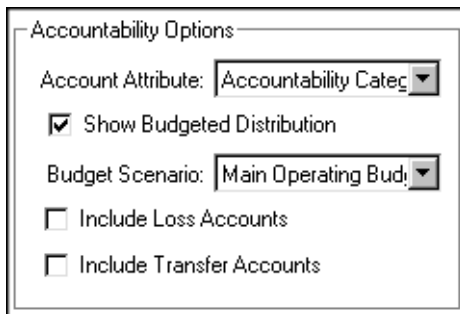 Accountability Options
Account Attribute: Accountability Categ
Show Budgeted Distribution
Budget Scenario: Main Operating Budg
Include Loss Accounts
Include Transfer Accounts